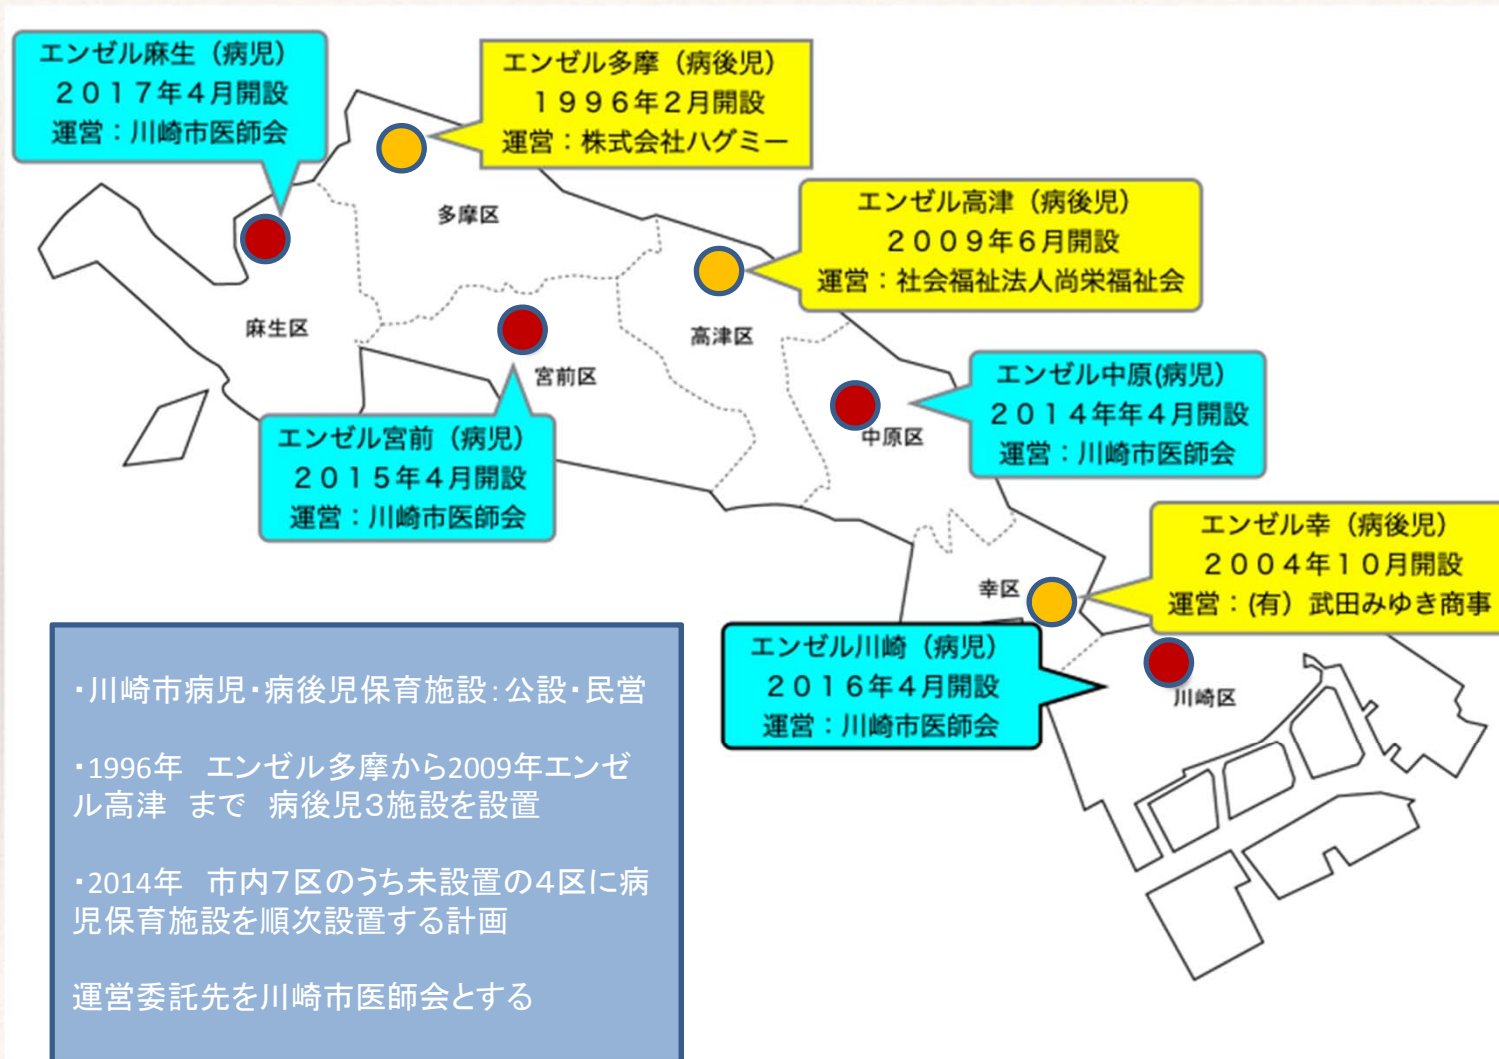 エンゼル麻生（病児）
２０１７年４月開設
運営：川崎市医師会
エンゼル多摩（病後児）
１９９６年２月開設
運営：株式会社ハグミー
多摩区
エンゼル高津（病後児）
２００９年６月開設
運営：社会福祉法人尚栄福祉会
麻生区
高津区
宮前区
エンゼル中原(病児）
２０１４年年４月開設
運営：川崎市医師会
中原区
エンゼル宮前（病児）
２０１５年４月開設
運営：川崎市医師会
エンゼル幸（病後児）
２００４年１０月開設
運営：(有）武田みゆき商事
幸区
エンゼル川崎（病児）
２０１６年４月開設
運営：川崎市医師会
川崎区
・川崎市病児・病後児保育施設：公設・民営
・1996年　エンゼル多摩から2009年エンゼ
ル高津　まで　病後児３施設を設置
・2014年　市内７区のうち未設置の４区に病
児保育施設を順次設置する計画
運営委託先を川崎市医師会とする